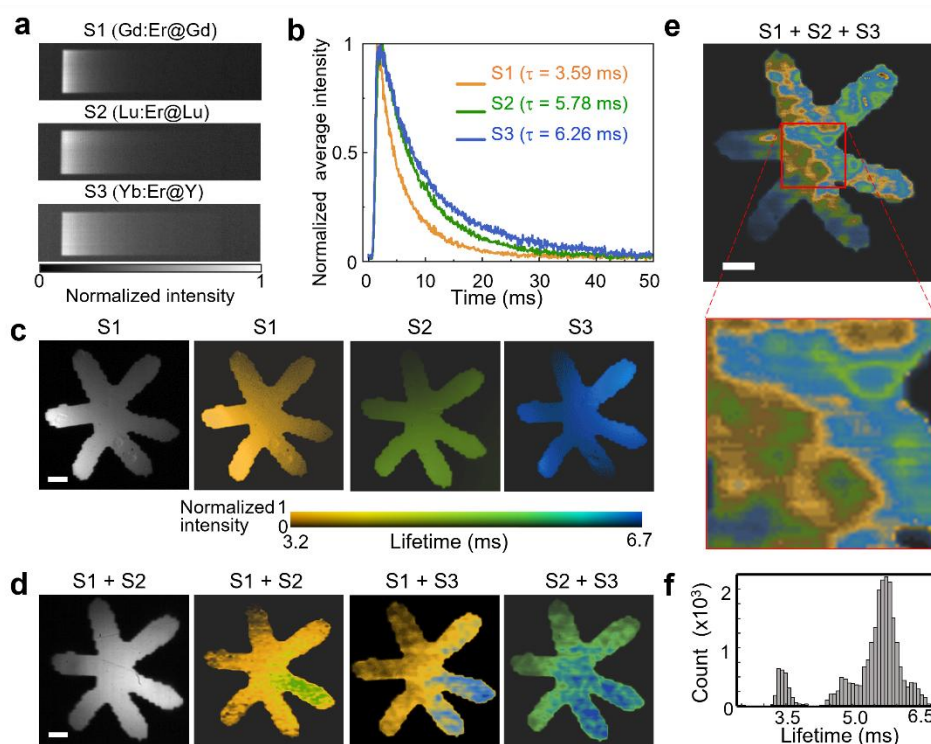 a
S1 (Gd:Er@Gd)
S2 (Lu:Er@Lu)
S3 (Yb:Er@Y)
0 1
Normalized intensity
b
Normalized average intensity
1
0.5
0
S1 (τ = 3.59 ms)
S2 (τ = 5.78 ms)
S3 (τ = 6.26 ms)
0 10 20 30 40 50
Time (ms)
c
S1 S1 S2 S3
Normalized intensity
1
0
3.2 6.7
Lifetime (ms)
d
S1 + S2 S1 + S2 S1 + S3 S2 + S3
e
S1 + S2 + S3
f
Count (x10³)
2
1
0
3.5 5.0 6.5
Lifetime (ms)